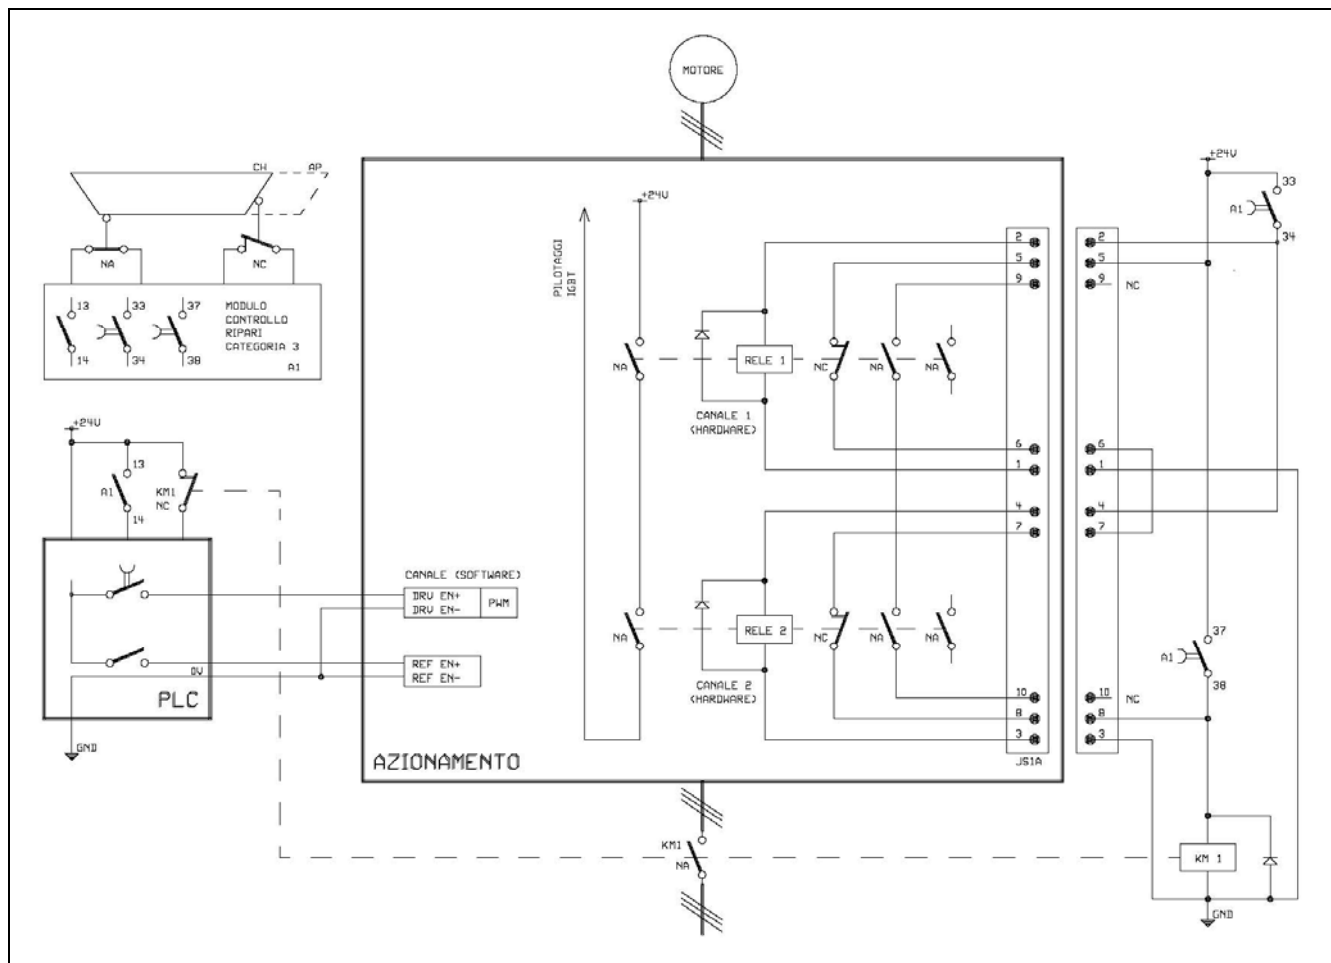 MOTORE
CH
AP
NA
NC
13
33
37
14
34
38
MODULO
CONTROLLO
RIPARI
CATEGORIA 3
A1
+24V
13
A1
14
KM1
NC
0V
PLC
GND
+24V
PILOTAGGI
IGBT
NA
RELE 1
NC
NA
NA
CANALE 1
(HARDWARE)
CANALE (SOFTWARE)
DRV EN+
DRV EN-
PWM
REF EN+
REF EN-
NA
RELE 2
NC
NA
NA
CANALE 2
(HARDWARE)
AZIONAMENTO
2
5
9
6
1
4
7
10
8
3
JS1A
2
5
9
NC
6
1
4
7
10
NC
8
3
+24V
33
A1
34
37
A1
38
KM1
NA
KM 1
GND